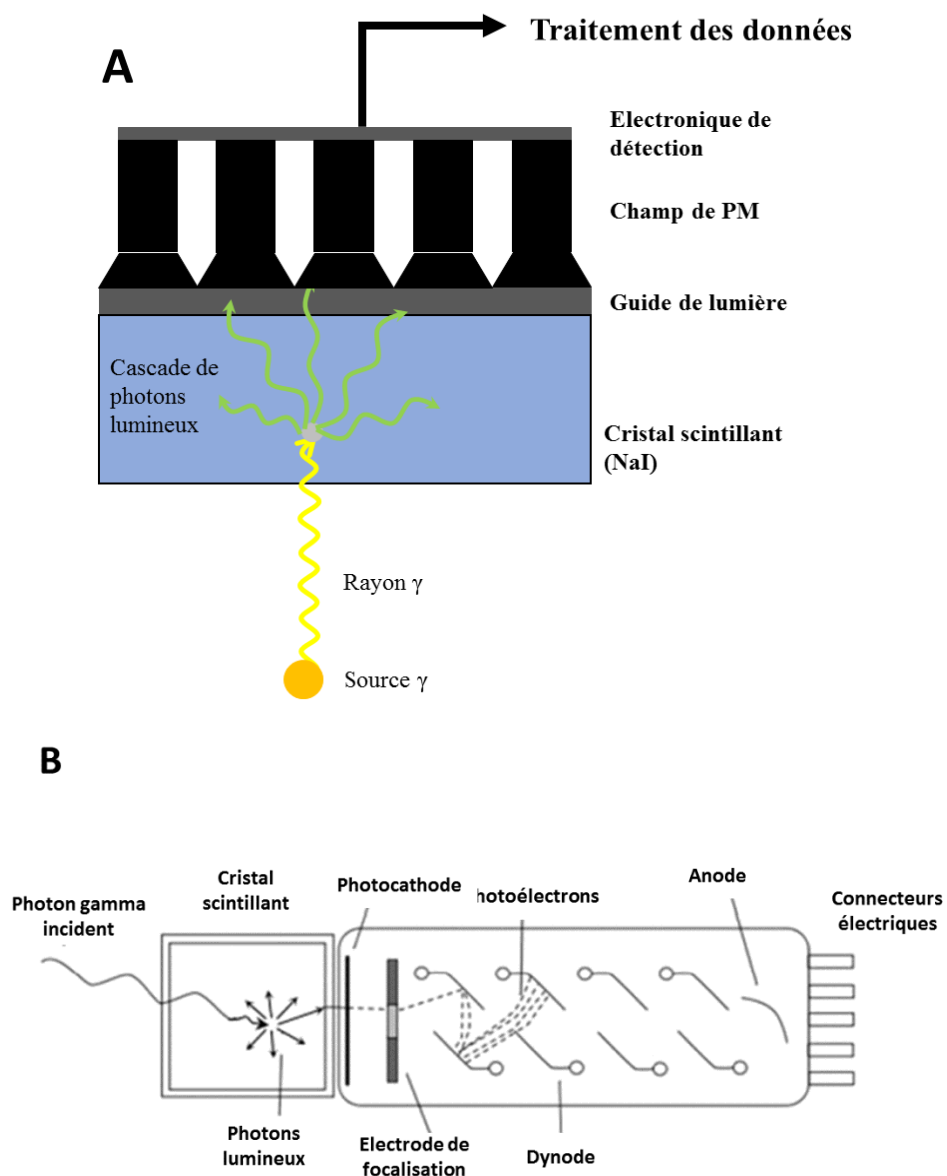 A
Traitement des données
Electronique de
détection
Champ de PM
Guide de lumière
Cascade de
photons
lumineux
Cristal scintillant
(NaI)
Rayon γ
Source γ
B
Photon gamma
incident
Cristal
scintillant
Photocathode
hotoélectrons
Anode
Connecteurs
électriques
Photons
lumineux
Electrode de
focalisation
Dynode